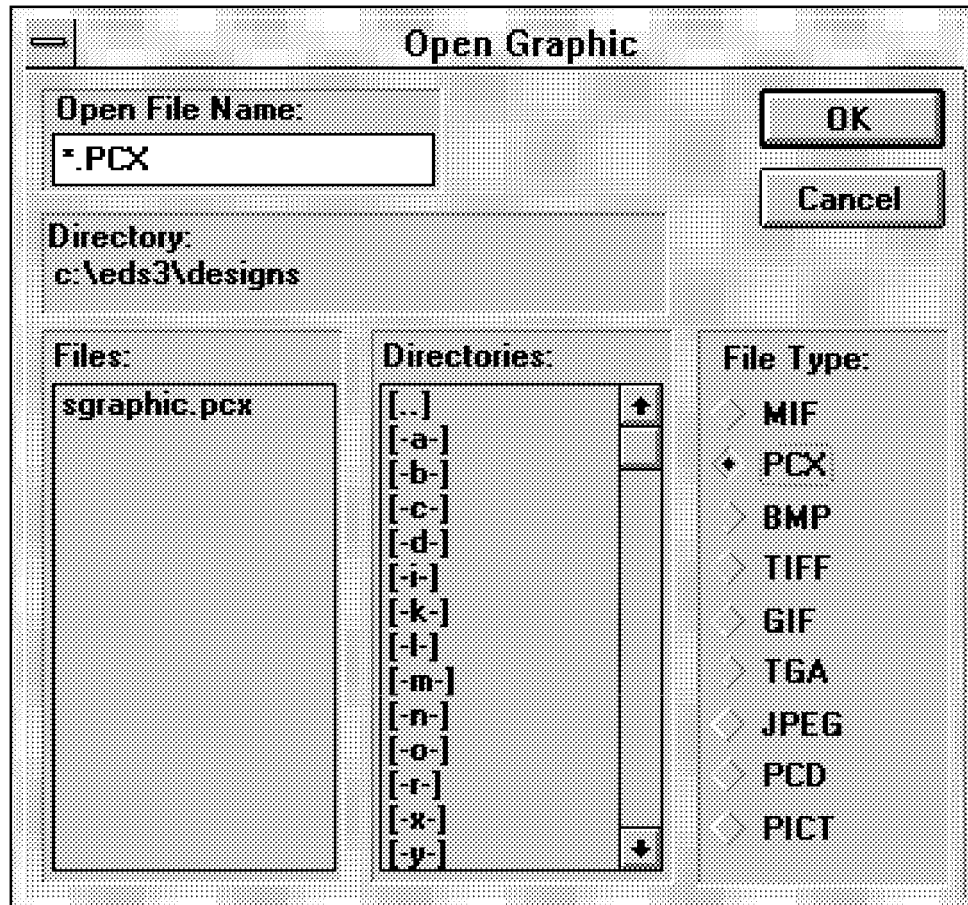 Open Graphic
Open File Name:
*.PCX
OK
Cancel
Directory:
c:\eds3\designs
Files:
sgraphic.pcx
Directories:
[..]
[-a-]
[-b-]
[-c-]
[-d-]
[-i-]
[-k-]
[-l-]
[-m-]
[-n-]
[-o-]
[-r-]
[-x-]
[-y-]
File Type:
MIF
PCX
BMP
TIFF
GIF
TGA
JPEG
PCD
PICT